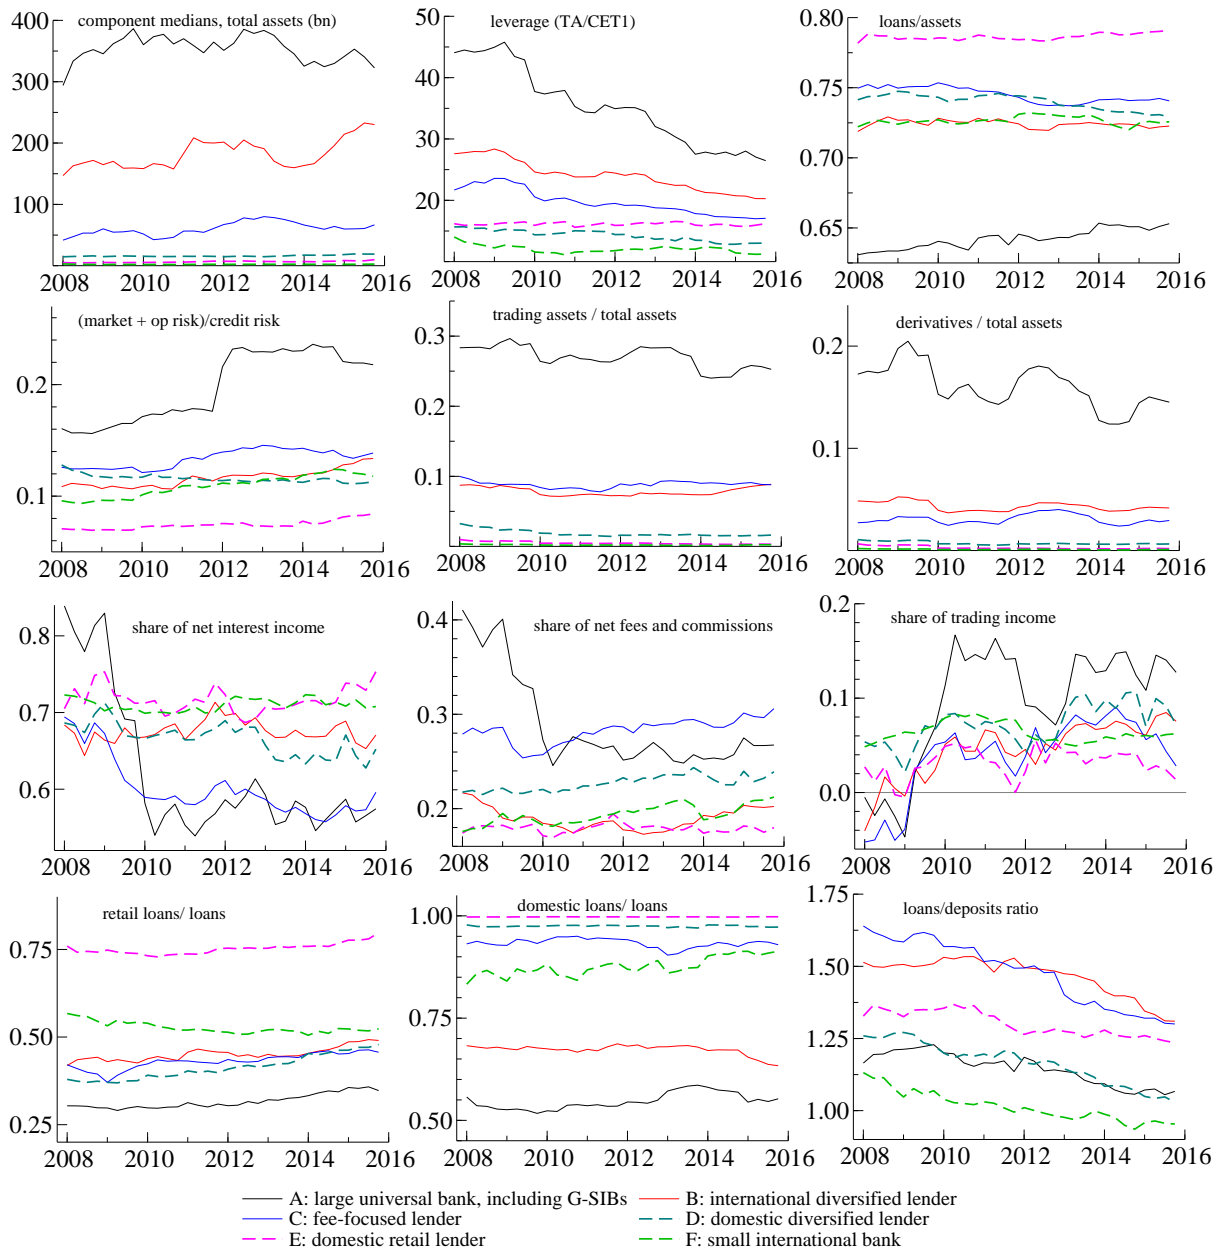 component medians, total assets (bn)
400
300
200
100
2008 2010 2012 2014 2016
leverage (TA/CET1)
50
40
30
20
2008 2010 2012 2014 2016
loans/assets
0.80
0.75
0.70
0.65
2008 2010 2012 2014 2016
(market + op risk)/credit risk
0.2
0.1
2008 2010 2012 2014 2016
trading assets / total assets
0.3
0.2
0.1
2008 2010 2012 2014 2016
derivatives / total assets
0.2
0.1
2008 2010 2012 2014 2016
share of net interest income
0.8
0.7
0.6
2008 2010 2012 2014 2016
share of net fees and commissions
0.4
0.3
0.2
2008 2010 2012 2014 2016
share of trading income
0.2
0.1
0.0
2008 2010 2012 2014 2016
retail loans/ loans
0.75
0.50
0.25
2008 2010 2012 2014 2016
domestic loans/ loans
1.00
0.75
0.50
2008 2010 2012 2014 2016
loans/deposits ratio
1.75
1.50
1.25
1.00
2008 2010 2012 2014 2016
A: large universal bank, including G-SIBs
B: international diversified lender
C: fee-focused lender
D: domestic diversified lender
E: domestic retail lender
F: small international bank